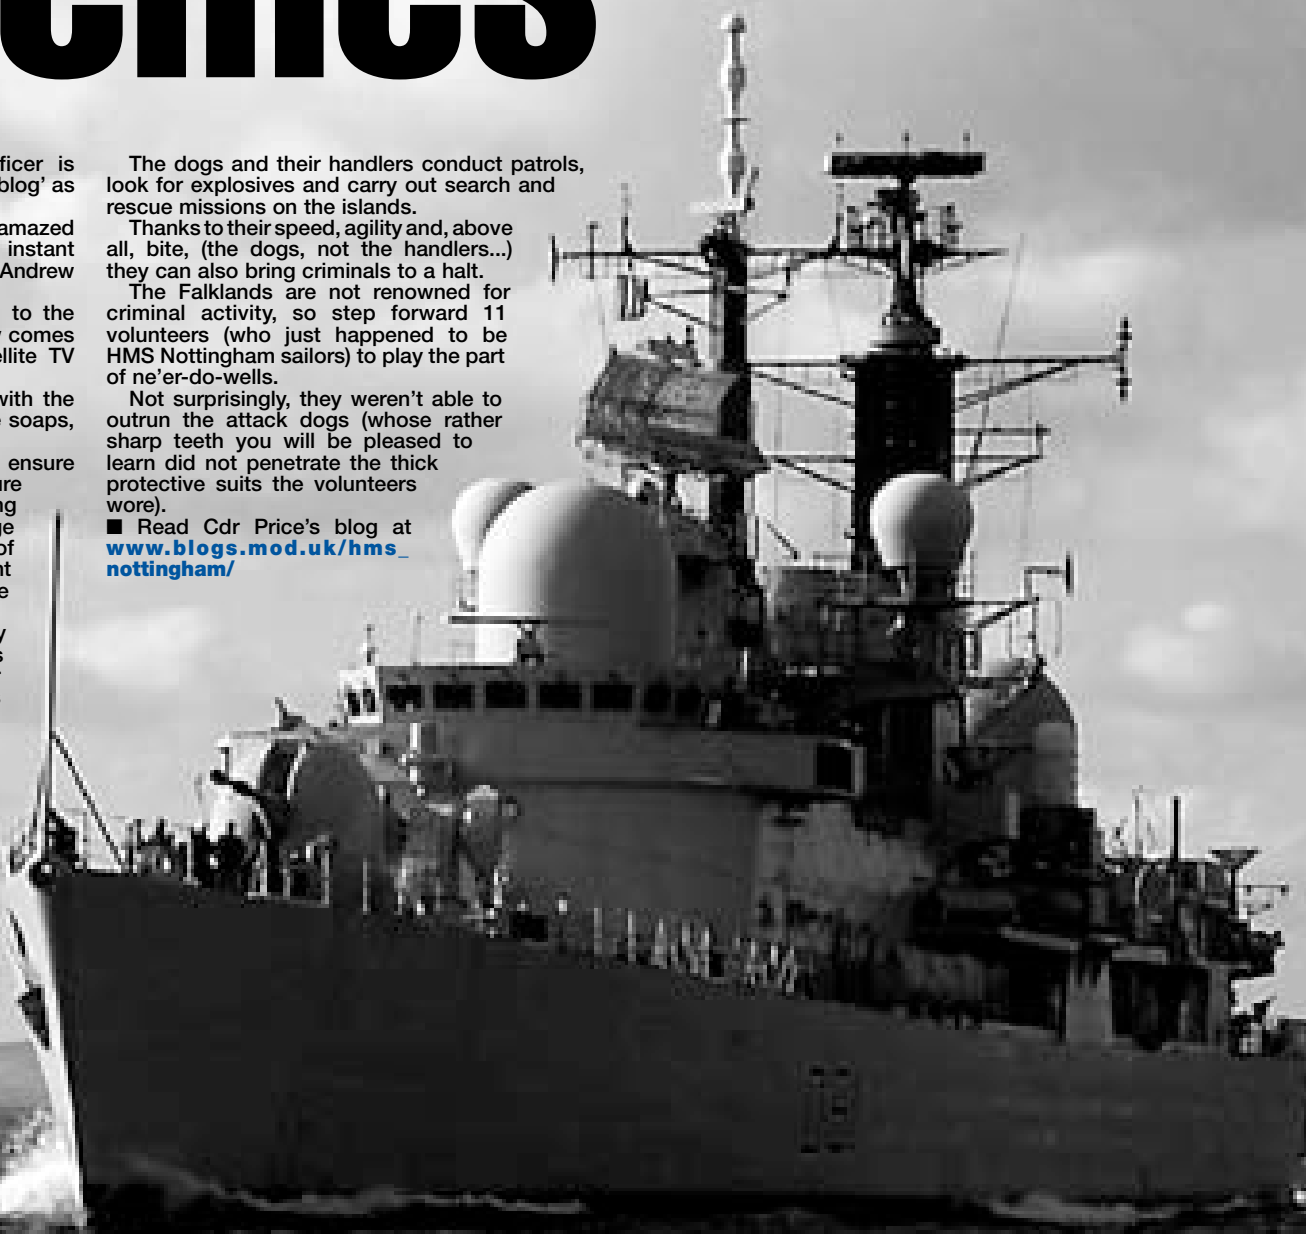 ficer is
blog' as
amazed
instant
Andrew
to the
comes
ellite TV
with the
soaps,
ensure
of
The dogs and their handlers conduct patrols,
look for explosives and carry out search and
rescue missions on the islands.
Thanks to their speed, agility and, above
all, bite, (the dogs, not the handlers...)
they can also bring criminals to a halt.
The Falklands are not renowned for
criminal activity, so step forward 11
volunteers (who just happened to be
HMS Nottingham sailors) to play the part
of ne'er-do-wells.
Not surprisingly, they weren't able to
outrun the attack dogs (whose rather
sharp teeth you will be pleased to
learn did not penetrate the thick
protective suits the volunteers
wore).
■ Read Cdr Price's blog at
www.blogs.mod.uk/hms_
nottingham/